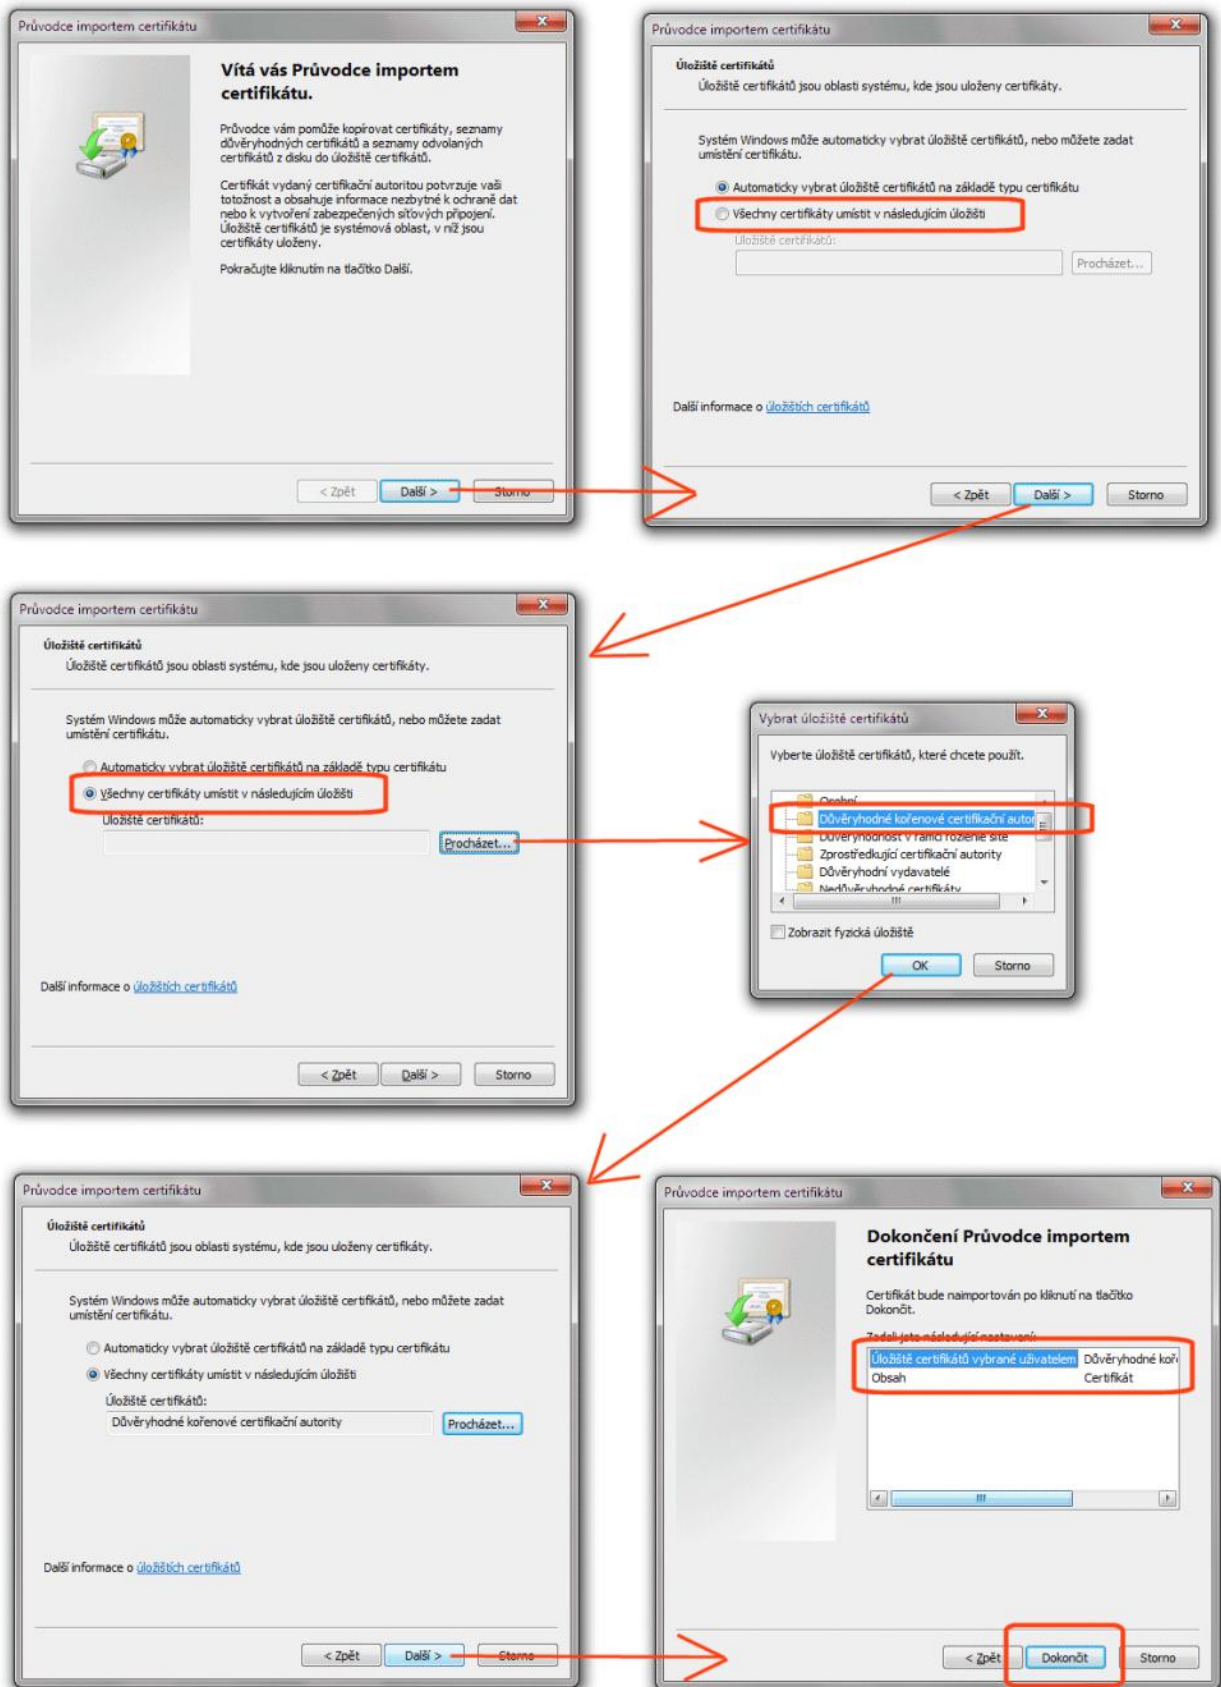 Průvodce importem certifikátu
Vítá vás Průvodce importem
certifikátu.
Průvodce vám pomůže kopírovat certifikáty, seznamy
důvěryhodných certifikátů a seznamy odvolaných
certifikátů z disku do úložiště certifikátů.
Certifikát vydaný certifikační autoritou potvrzuje vaši
totožnost a obsahuje informace nezbytné k ochraně dat
nebo k vytvoření zabezpečených síťových připojení.
Úložiště certifikátů je systémová oblast, v níž jsou
certifikáty uloženy.
Pokračujte kliknutím na tlačítko Další.
< Zpět
Další >
Storno
Průvodce importem certifikátu
Úložiště certifikátů
Úložiště certifikátů jsou oblasti systému, kde jsou uloženy certifikáty.
Systém Windows může automaticky vybrat úložiště certifikátů, nebo můžete zadat
umístění certifikátu.
Automaticky vybrat úložiště certifikátů na základě typu certifikátu
Všechny certifikáty umístit v následujícím úložišti
Úložiště certifikátů:
Procházet...
Další informace o úložištích certifikátů
< Zpět
Další >
Storno
Průvodce importem certifikátu
Úložiště certifikátů
Úložiště certifikátů jsou oblasti systému, kde jsou uloženy certifikáty.
Systém Windows může automaticky vybrat úložiště certifikátů, nebo můžete zadat
umístění certifikátu.
Automaticky vybrat úložiště certifikátů na základě typu certifikátu
Všechny certifikáty umístit v následujícím úložišti
Úložiště certifikátů:
Procházet...
Další informace o úložištích certifikátů
< Zpět
Další >
Storno
Vybrat úložiště certifikátů
Vyberte úložiště certifikátů, které chcete použít.
Osobní
Důvěryhodné kořenové certifikační autor
Důvěryhodnost v rámci rozlehlé sítě
Zprostředkující certifikační autority
Důvěryhodní vydavatelé
Nedůvěryhodné certifikáty
Zobrazit fyzická úložiště
OK
Storno
Průvodce importem certifikátu
Úložiště certifikátů
Úložiště certifikátů jsou oblasti systému, kde jsou uloženy certifikáty.
Systém Windows může automaticky vybrat úložiště certifikátů, nebo můžete zadat
umístění certifikátu.
Automaticky vybrat úložiště certifikátů na základě typu certifikátu
Všechny certifikáty umístit v následujícím úložišti
Úložiště certifikátů:
Důvěryhodné kořenové certifikační autority
Procházet...
Další informace o úložištích certifikátů
< Zpět
Další >
Storno
Průvodce importem certifikátu
Dokončení Průvodce importem
certifikátu
Certifikát bude naimportován po kliknutí na tlačítko
Dokončit.
Zadali jste následující nastavení:
Úložiště certifikátů vybrané uživatelem Důvěryhodné koře
Obsah Certifikát
< Zpět
Dokončit
Storno